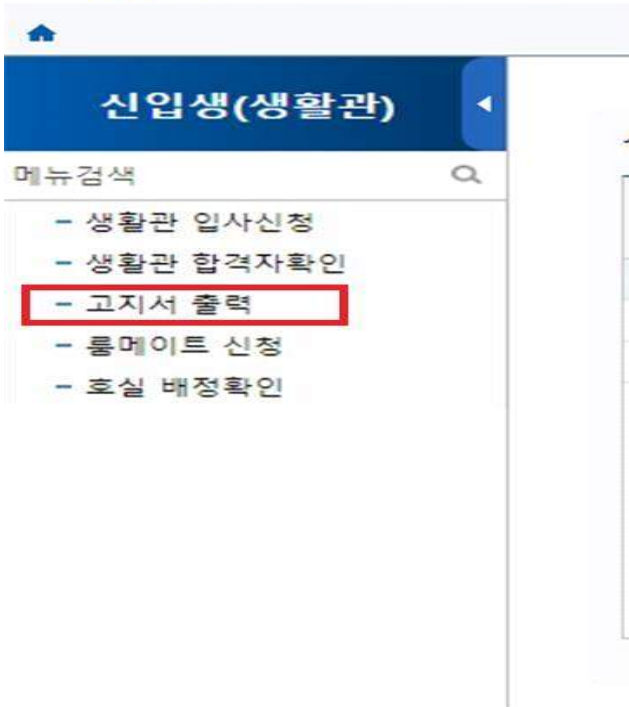 신입생(생활관)
메뉴검색
- 생활관 입사신청
- 생활관 합격자확인
- 고지서 출력
- 룸메이트 신청
- 호실 배정확인